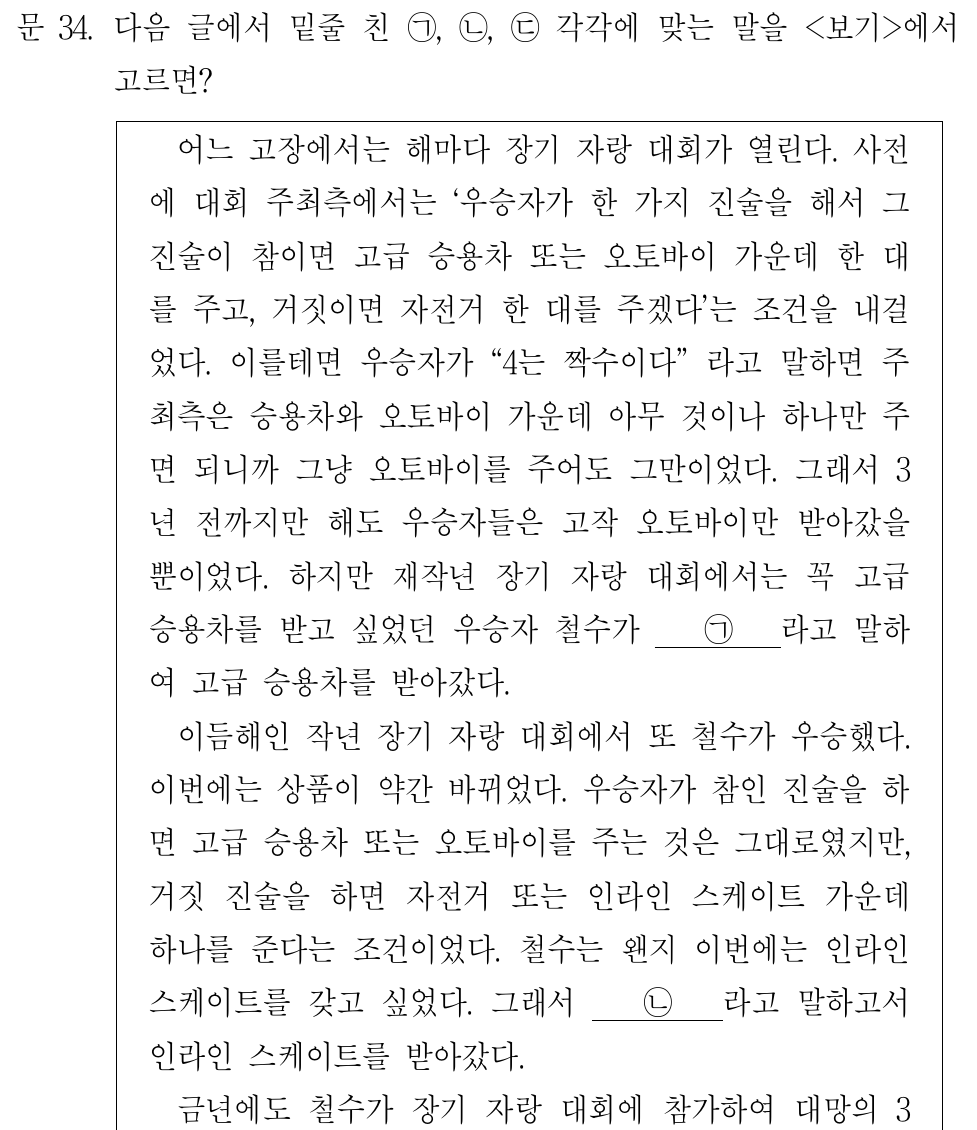 문 34. 다음 글에서 밑줄 친 ㉠, ㉡, ㉢ 각각에 맞는 말을 <보기>에서
고르면?
어느 고장에서는 해마다 장기 자랑 대회가 열린다. 사전
에 대회 주최측에서는 ‘우승자가 한 가지 진술을 해서 그
진술이 참이면 고급 승용차 또는 오토바이 가운데 한 대
를 주고, 거짓이면 자전거 한 대를 주겠다’는 조건을 내걸
었다. 이를테면 우승자가 “4는 짝수이다” 라고 말하면 주
최측은 승용차와 오토바이 가운데 아무 것이나 하나만 주
면 되니까 그냥 오토바이를 주어도 그만이었다. 그래서 3
년 전까지만 해도 우승자들은 고작 오토바이만 받아갔을
뿐이었다. 하지만 재작년 장기 자랑 대회에서는 꼭 고급
승용차를 받고 싶었던 우승자 철수가 ㉠ 라고 말하
여 고급 승용차를 받아갔다.
이듬해인 작년 장기 자랑 대회에서 또 철수가 우승했다.
이번에는 상품이 약간 바뀌었다. 우승자가 참인 진술을 하
면 고급 승용차 또는 오토바이를 주는 것은 그대로였지만,
거짓 진술을 하면 자전거 또는 인라인 스케이트 가운데
하나를 준다는 조건이었다. 철수는 왠지 이번에는 인라인
스케이트를 갖고 싶었다. 그래서 ㉡ 라고 말하고서
인라인 스케이트를 받아갔다.
금년에도 철수가 장기 자랑 대회에 참가하여 대망의 3